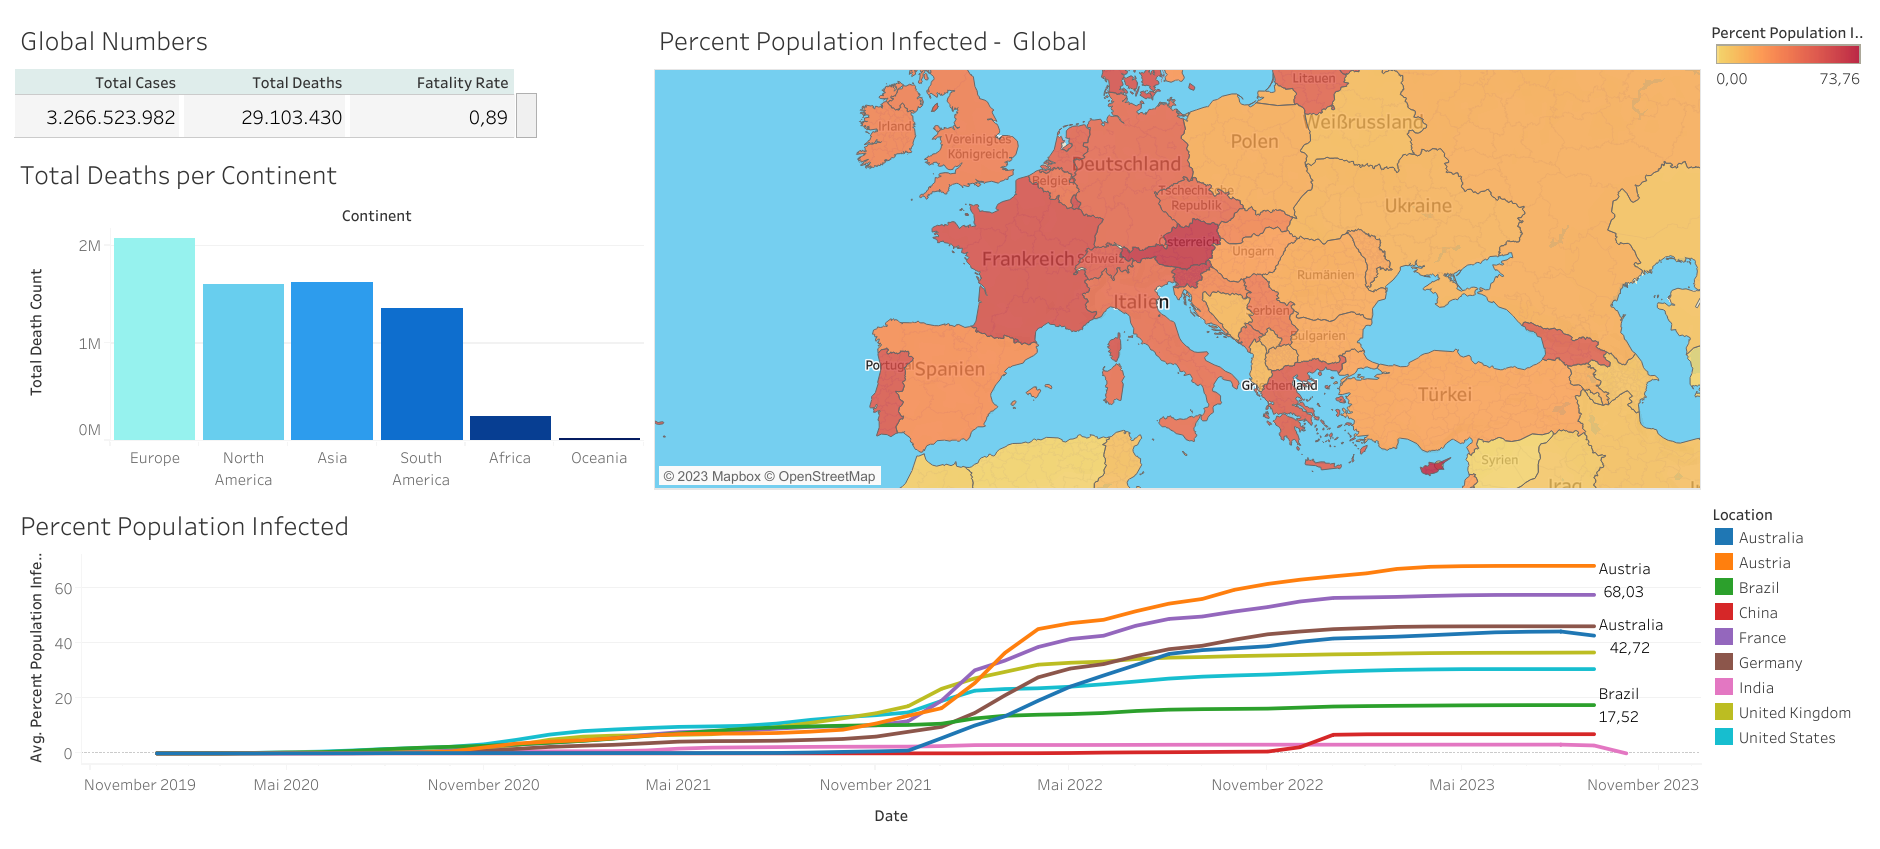 Global Numbers
Total Cases Total Deaths Fatality Rate
3.266.523.982 29.103.430 0,89
Total Deaths per Continent
Continent
Total Death Count
2M
1M
0M
Europe North America Asia South America Africa Oceania
Percent Population Infected - Global
Litauen
Irland
Vereinigtes
Königreich
Polen
Weißrussland
Deutschland
Belgien
Tschechische
Republik
Ukraine
sterreich
Frankreich
Schweiz
Ungarn
Rumänien
Italien
Serbien
Bulgarien
Portugal
Spanien
Griechenland
Türkei
Syrien
Iraq
© 2023 Mapbox © OpenStreetMap
Percent Population I..
0,00 73,76
Percent Population Infected
Avg. Percent Population Infe..
60
40
20
0
Austria
68,03
Australia
42,72
Brazil
17,52
November 2019 Mai 2020 November 2020 Mai 2021 November 2021 Mai 2022 November 2022 Mai 2023 November 2023
Date
Location
Australia
Austria
Brazil
China
France
Germany
India
United Kingdom
United States